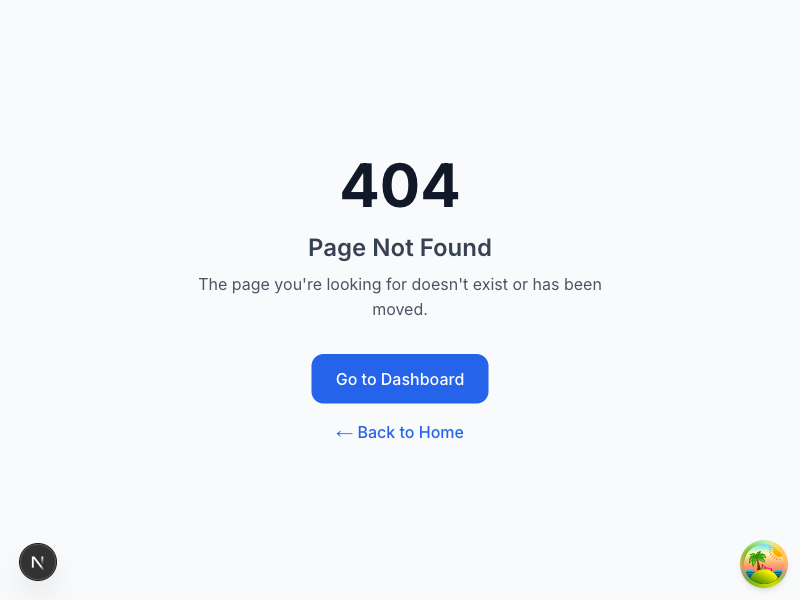 404
Page Not Found
The page you're looking for doesn't exist or has been
moved.
Go to Dashboard
← Back to Home
N